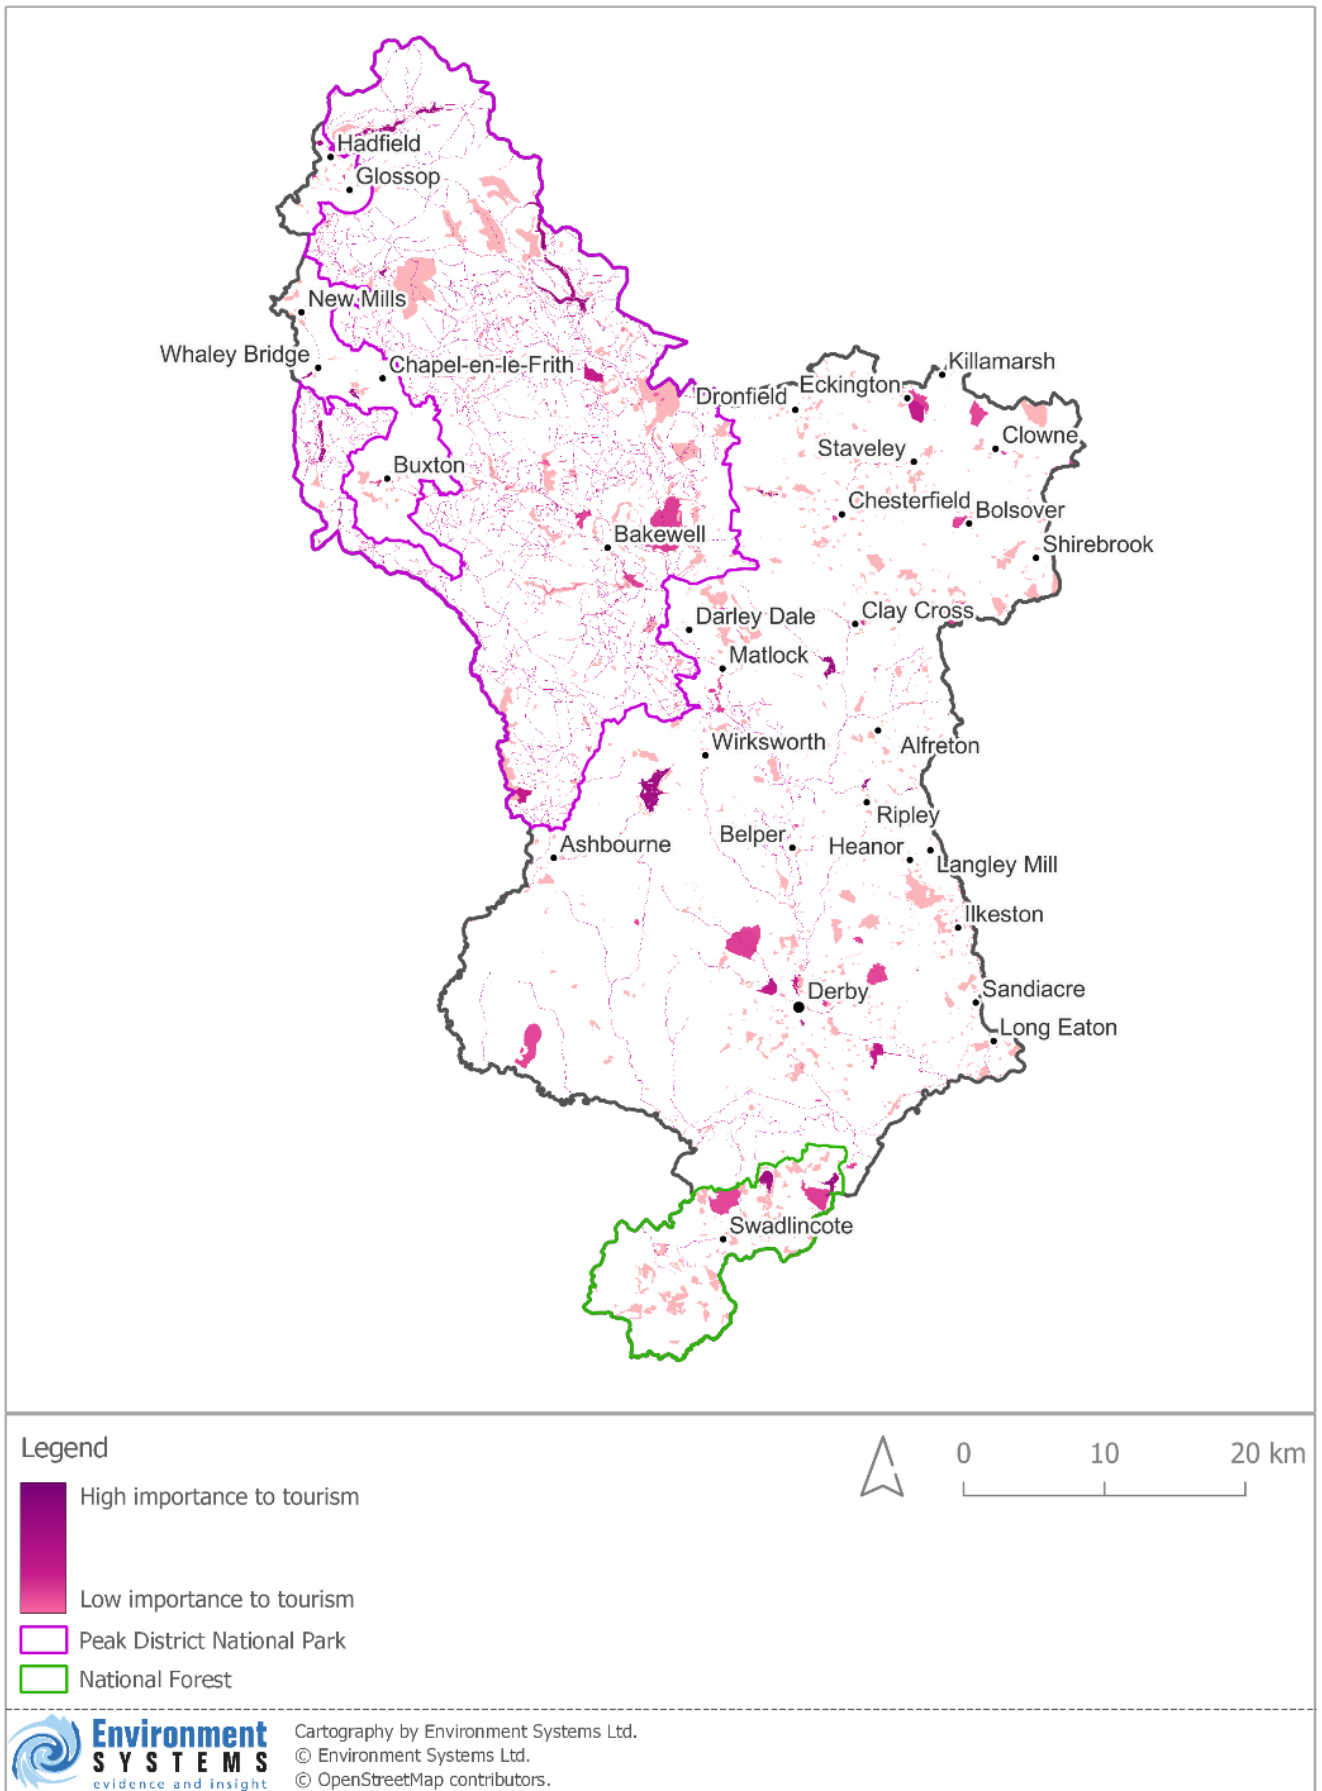 Hadfield
Glossop
New Mills
Whaley Bridge
Chapel-en-le-Frith
Killamarsh
Eckington
Dronfield
Clowne
Staveley
Buxton
Chesterfield
Bolsover
Bakewell
Shirebrook
Darley Dale
Clay Cross
Matlock
Wirksworth
Alfreton
Ripley
Belper
Heanor
Ashbourne
Langley Mill
Ilkeston
Derby
Sandiacre
Long Eaton
Swadlincote
Legend
0 10 20 km
High importance to tourism
Low importance to tourism
Peak District National Park
National Forest
Environment
SYSTEMS
evidence and insight
Cartography by Environment Systems Ltd.
© Environment Systems Ltd.
© OpenStreetMap contributors.